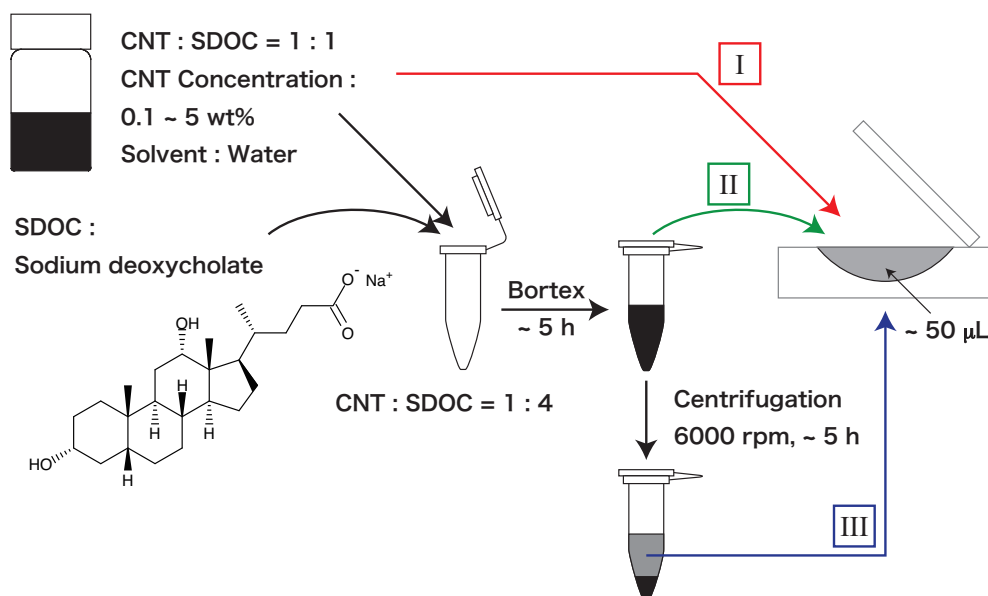 CNT : SDOC = 1 : 1
CNT Concentration :
0.1 ~ 5 wt%
Solvent : Water
I
II
SDOC :
Sodium deoxycholate
O⁻ Na⁺
O
OH
H
H
H
H
HO
Bortex
~ 5 h
~ 50 μL
CNT : SDOC = 1 : 4
Centrifugation
6000 rpm, ~ 5 h
III